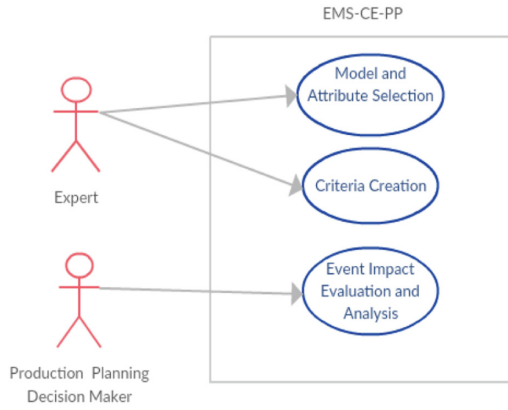 EMS-CE-PP
Model and
Attribute Selection
Criteria Creation
Expert
Event Impact
Evaluation and
Analysis
Production Planning
Decision Maker